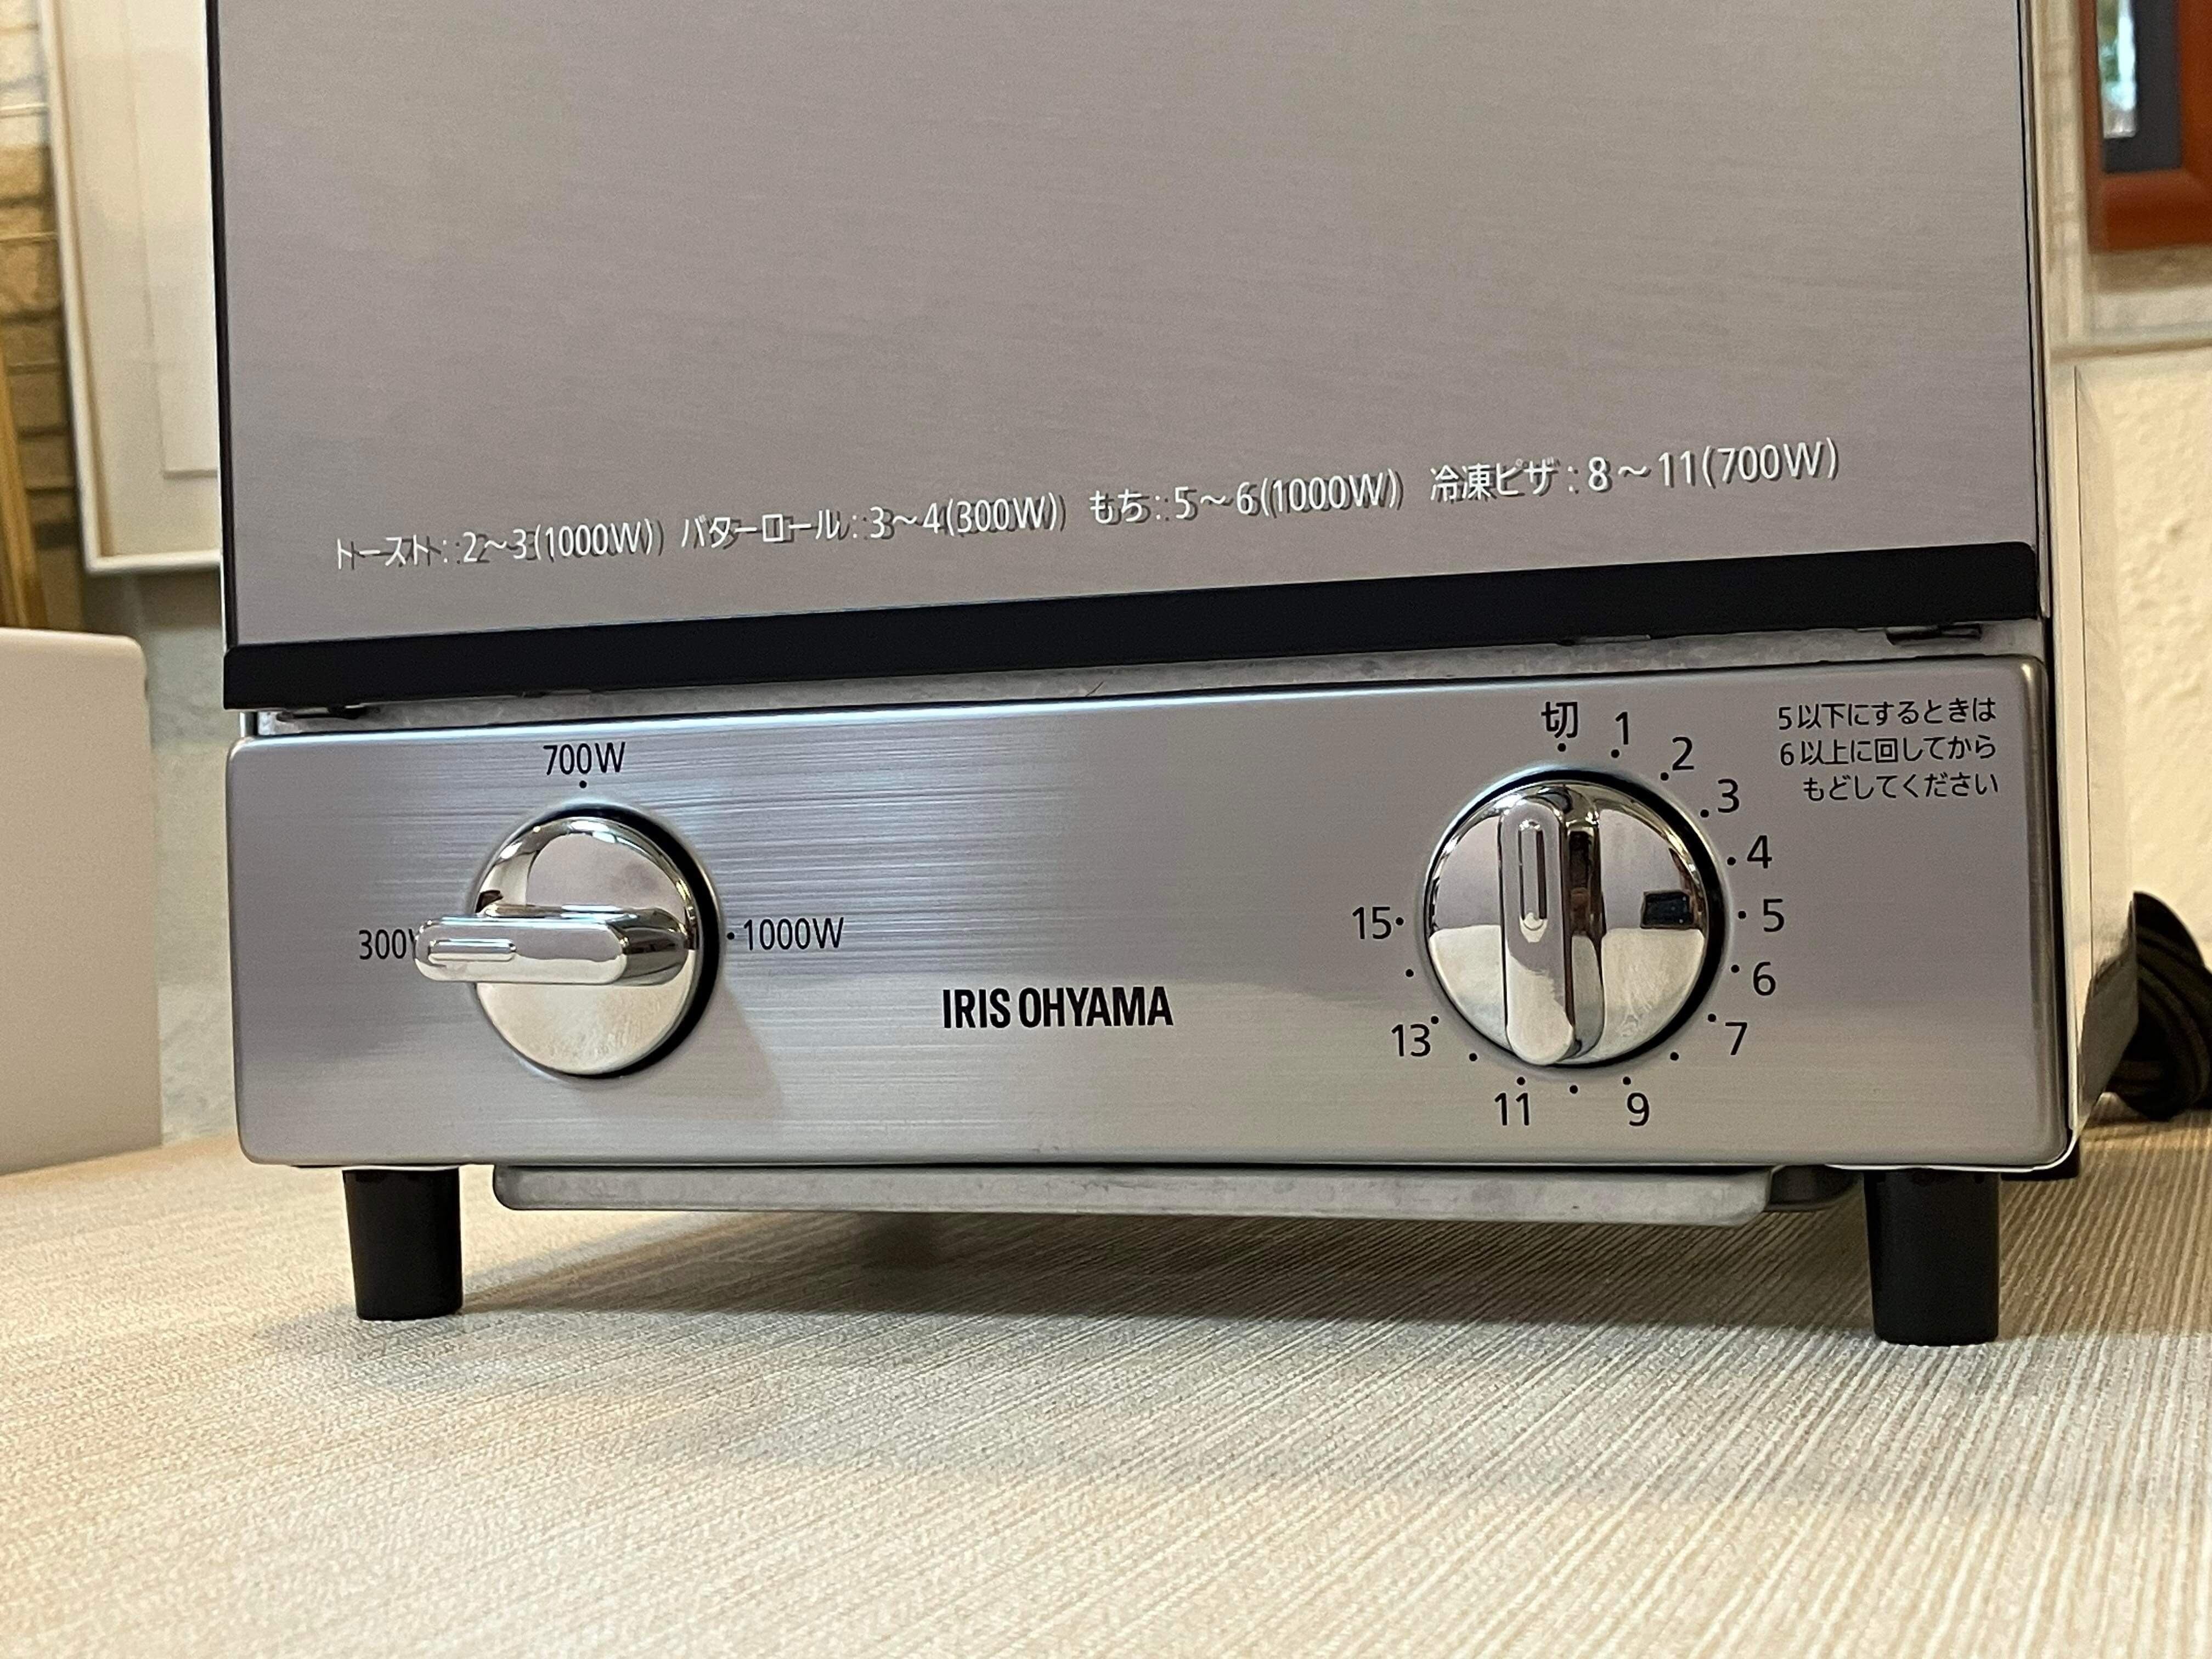 トースト:2〜3(1000W) バターロール:3〜4(300W) もち:5〜6(1000W) 冷凍ピザ:8〜11(700W)
700W
300W
1000W
IRIS OHYAMA
切
1
2
3
4
5
6
7
9
11
13
15
5以下にするときは
6以上に回してから
もどしてください